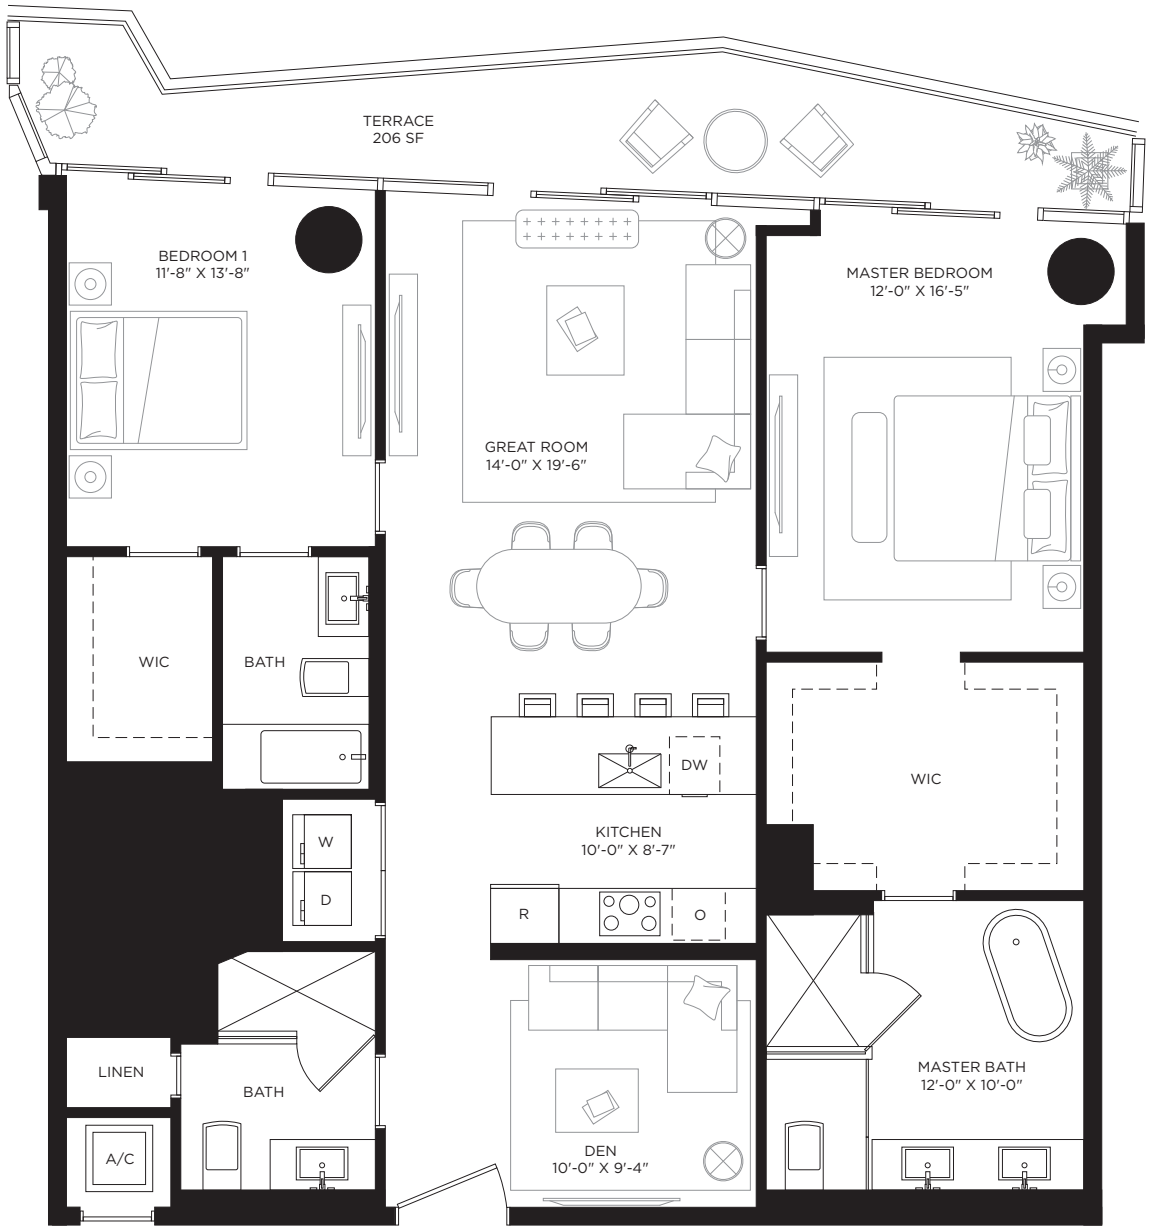 TERRACE
206 SF
BEDROOM 1
11'-8" X 13'-8"
MASTER BEDROOM
12'-0" X 16'-5"
GREAT ROOM
14'-0" X 19'-6"
WIC
BATH
DW
WIC
KITCHEN
10'-0" X 8'-7"
W
D
R
O
LINEN
BATH
MASTER BATH
12'-0" X 10'-0"
A/C
DEN
10'-0" X 9'-4"